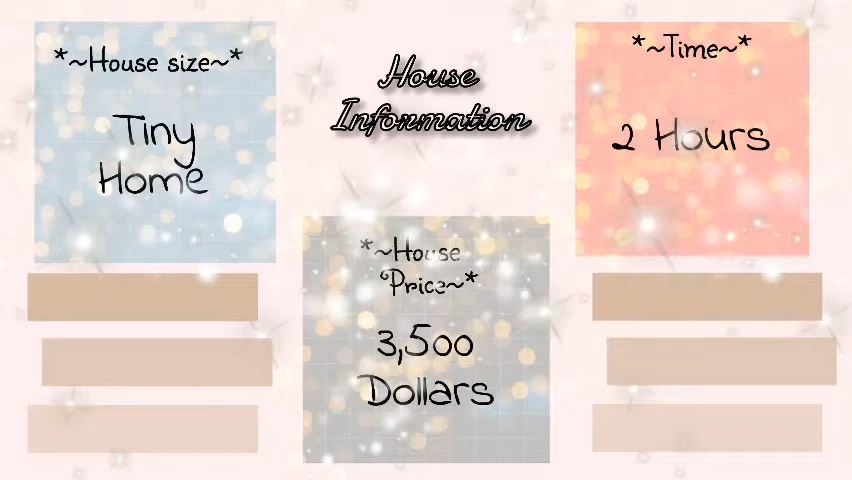 *~House size~*
Tiny
Home
House
Information
*~Time~*
2 Hours
*~House
Price~*
3,500
Dollars